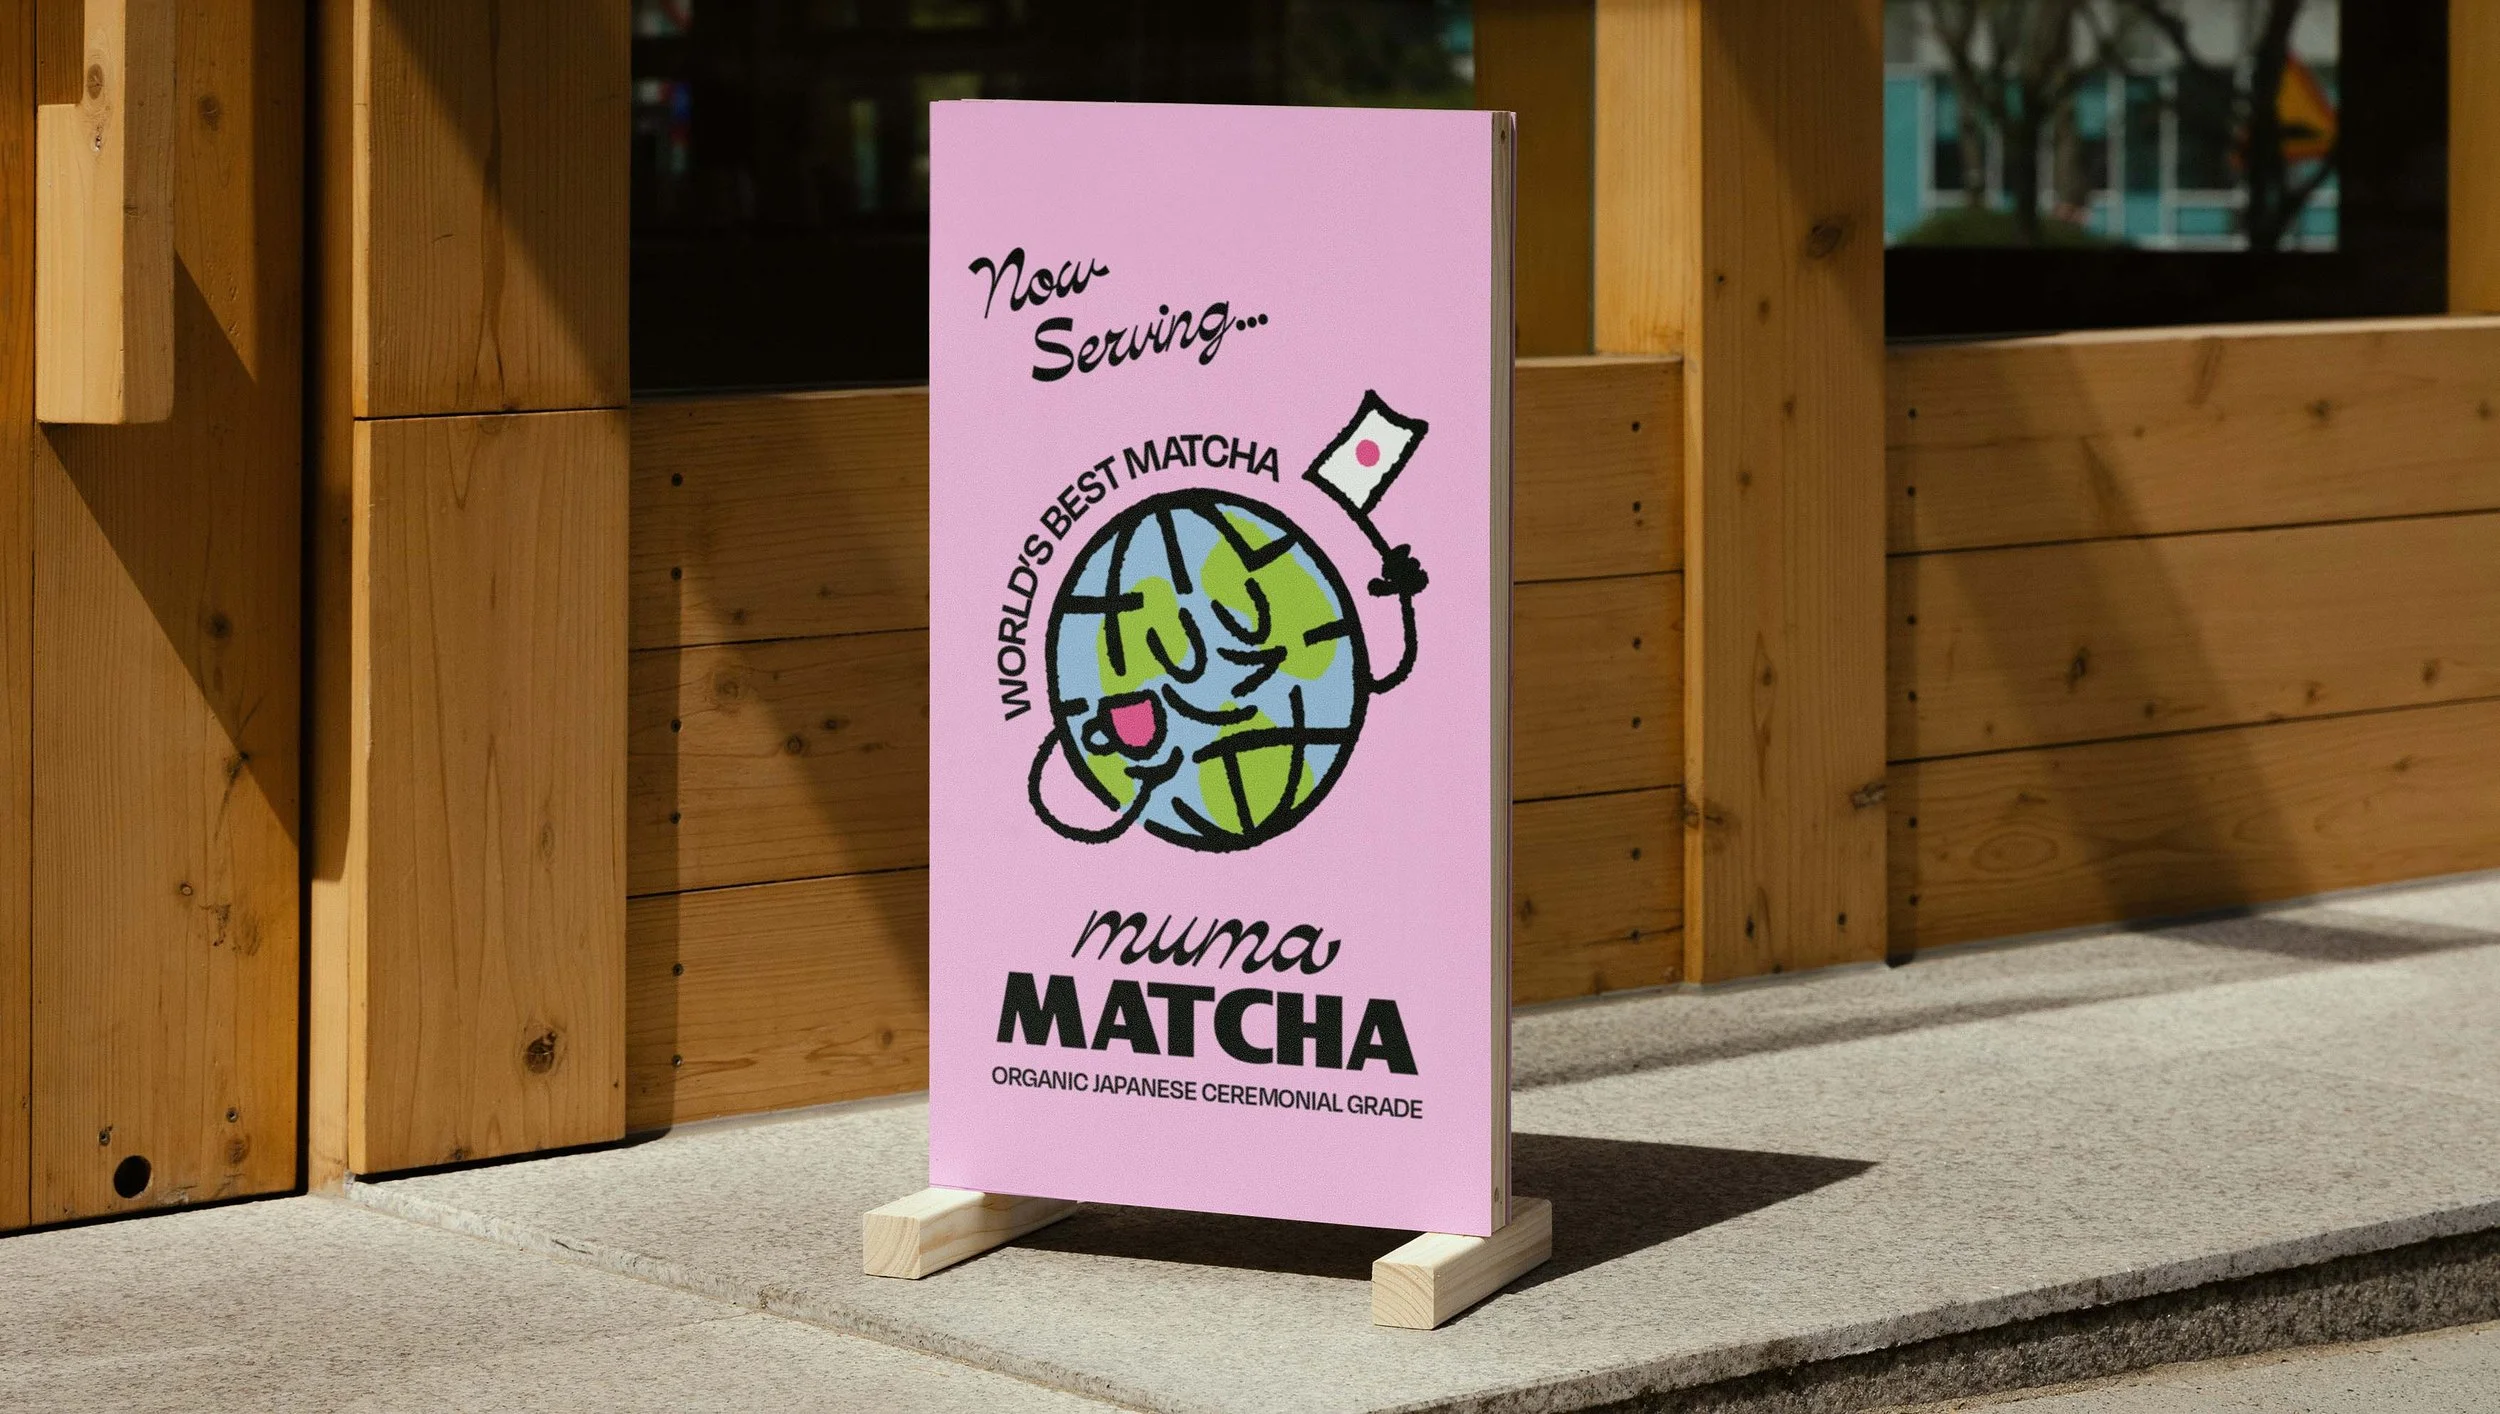 Now
Serving...
WORLD'S BEST MATCHA
muma
MATCHA
ORGANIC JAPANESE CEREMONIAL GRADE